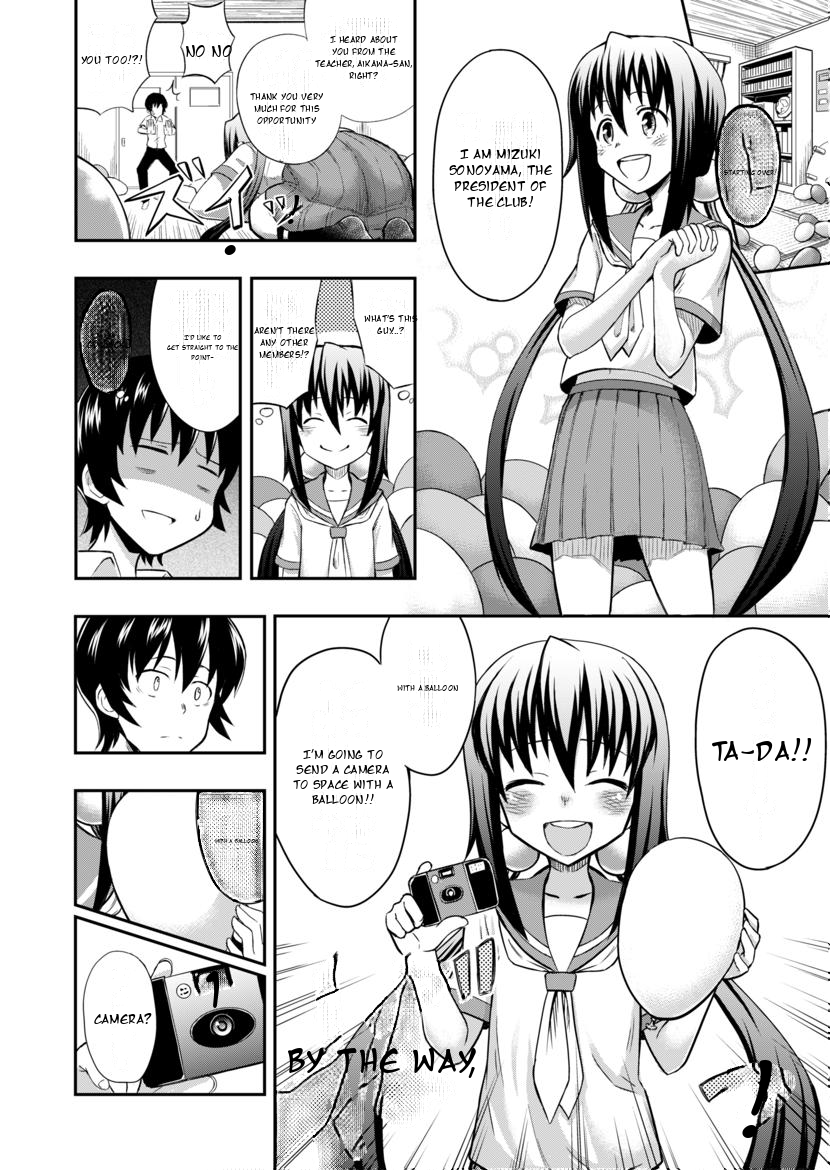 STARTING OVER!
I AM MIZUKI
SONOYAMA, THE
PRESIDENT OF
THE CLUB!
I HEARD ABOUT
YOU FROM THE
TEACHER, AIKAWA-SAN,
RIGHT?
THANK YOU VERY
MUCH FOR THIS
OPPORTUNITY
NO NO
YOU TOO!?!
ズイッ
WHAT'S THIS
GUY..?
AREN'T THERE
ANY OTHER
MEMBERS!?
I'D LIKE TO
GET STRAIGHT TO THE
POINT-
TA-DA!!
WITH A BALLOON
I'M GOING TO
SEND A CAMERA
TO SPACE WITH A
BALLOON!!
BY THE WAY,
!
WITH A BALLOON
CAMERA?